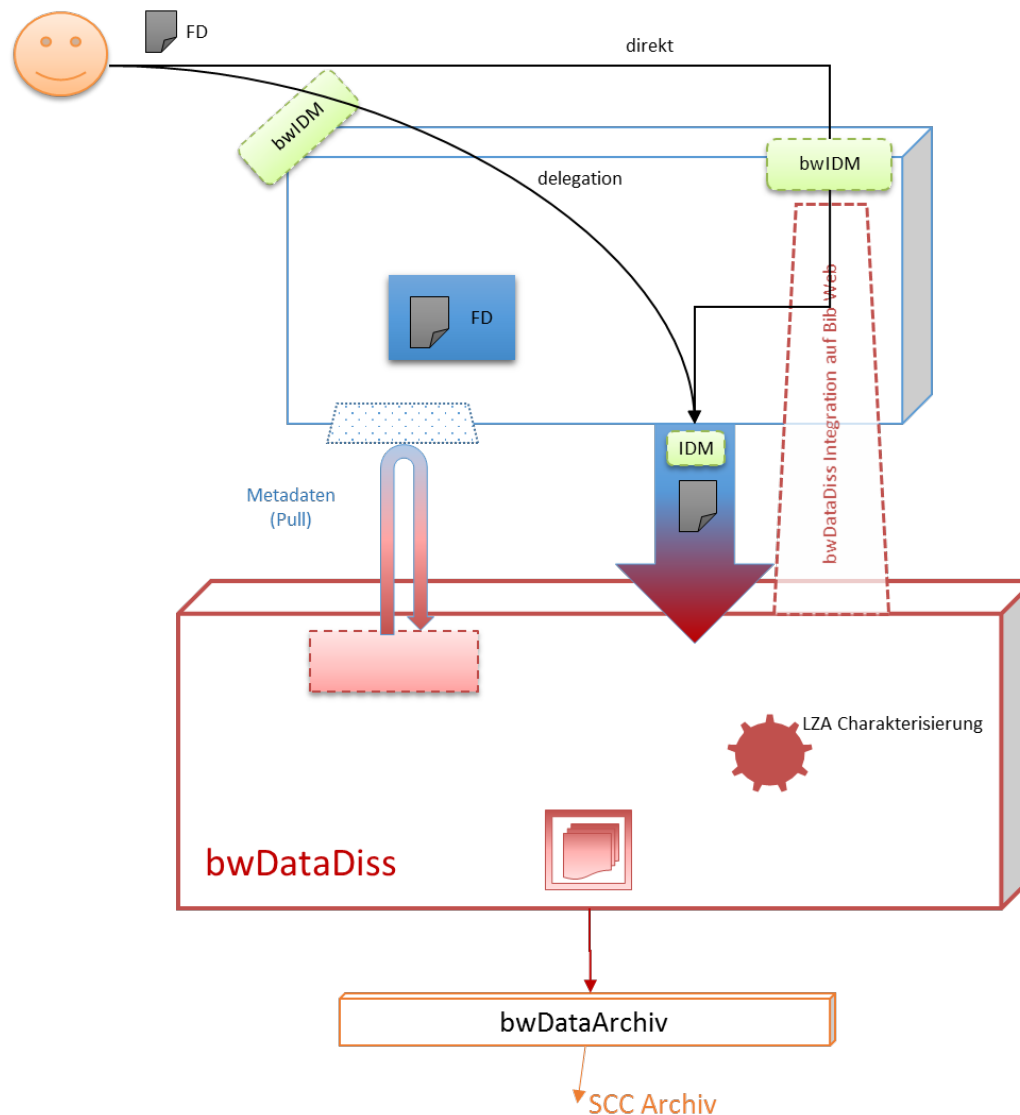 FD
direkt
bwIDM
bwIDM
delegation
FD
bwDataDiss Integration auf Bib Web
IDM
Metadaten
(Pull)
LZA Charakterisierung
bwDataDiss
bwDataArchiv
SCC Archiv